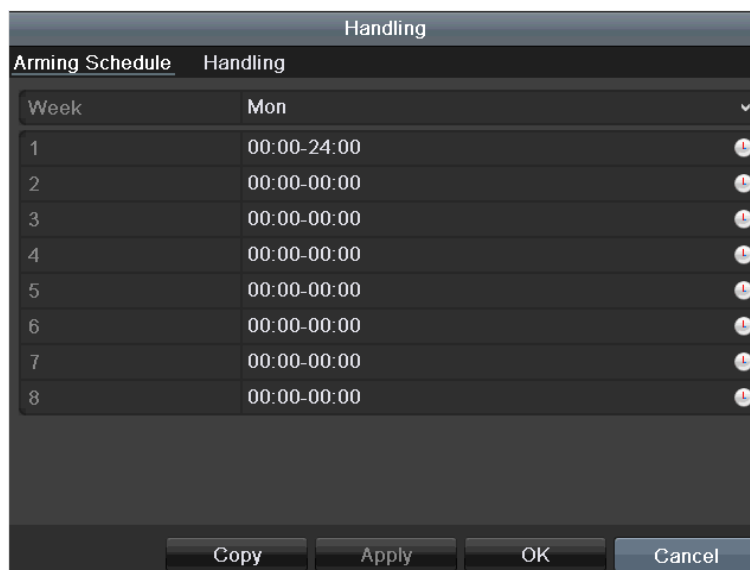 Handling
Arming Schedule Handling
Week Mon
1 00:00-24:00
2 00:00-00:00
3 00:00-00:00
4 00:00-00:00
5 00:00-00:00
6 00:00-00:00
7 00:00-00:00
8 00:00-00:00
Copy Apply OK Cancel